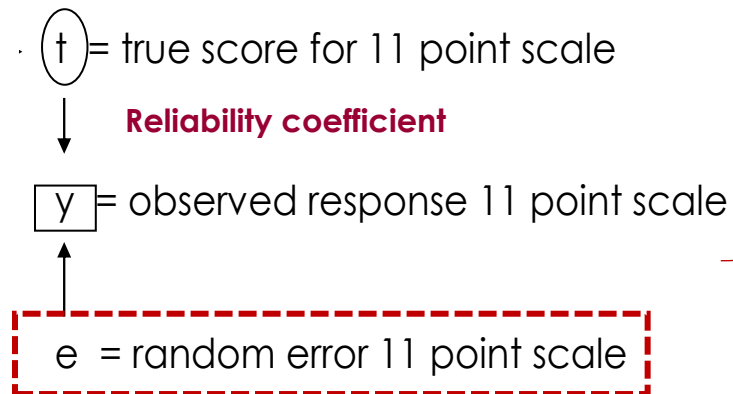 t = true score for 11 point scale
Reliability coefficient
y = observed response 11 point scale
e = random error 11 point scale